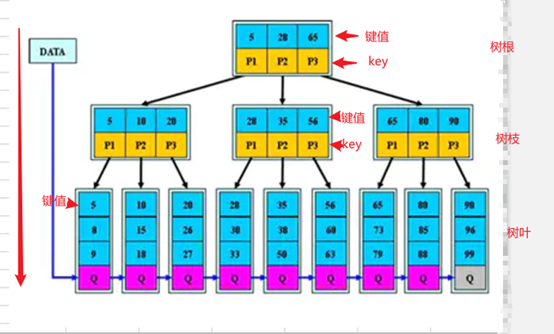 5 28 65
键值
树根
DATA
P1 P2 P3
key
5 10 20
28 35 56
键值
65 80 90
树枝
P1 P2 P3
P1 P2 P3
key
P1 P2 P3
键值
5 10 20 28 35 56 65 80 90
8 15 26 30 38 60 73 85 96
树叶
9 18 27 33 50 63 79 88 99
Q Q Q Q Q Q Q Q Q